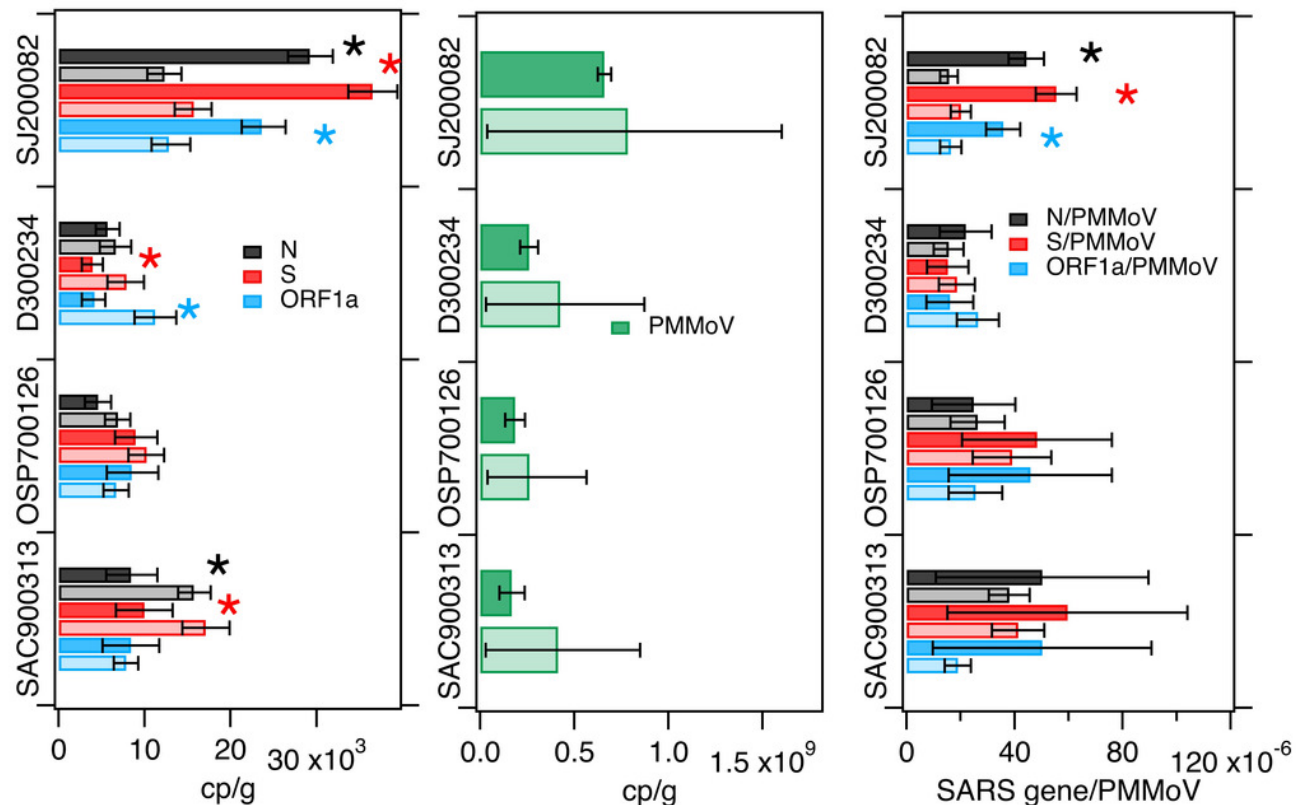 SJ200082
D300234
OSP700126
SAC900313
N
S
ORF1a
0
10
20
30 x10³
cp/g
SJ200082
D300234
OSP700126
SAC900313
PMMoV
0.0
0.5
1.0
1.5 x10⁹
cp/g
SJ200082
D300234
OSP700126
SAC900313
N/PMMoV
S/PMMoV
ORF1a/PMMoV
0
40
80
120 x10⁻⁶
SARS gene/PMMoV